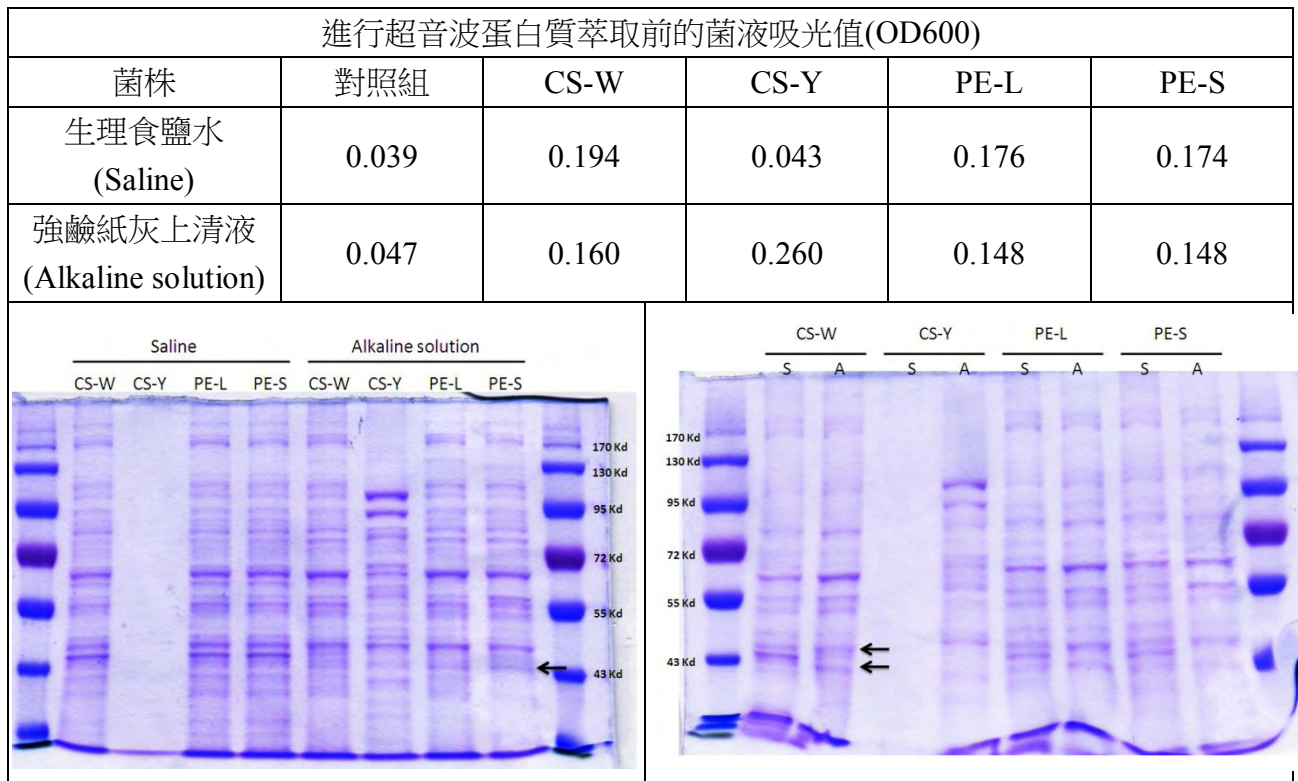 進行超音波蛋白質萃取前的菌液吸光值(OD600)
菌株 對照組 CS-W CS-Y PE-L PE-S
生理食鹽水
(Saline)
0.039 0.194 0.043 0.176 0.174
強鹼紙灰上清液
(Alkaline solution)
0.047 0.160 0.260 0.148 0.148
Saline Alkaline solution
CS-W CS-Y PE-L PE-S CS-W CS-Y PE-L PE-S
170 Kd
130 Kd
95 Kd
72 Kd
55 Kd
43 Kd
CS-W CS-Y PE-L PE-S
S A S A S A S A
170 Kd
130 Kd
95 Kd
72 Kd
55 Kd
43 Kd